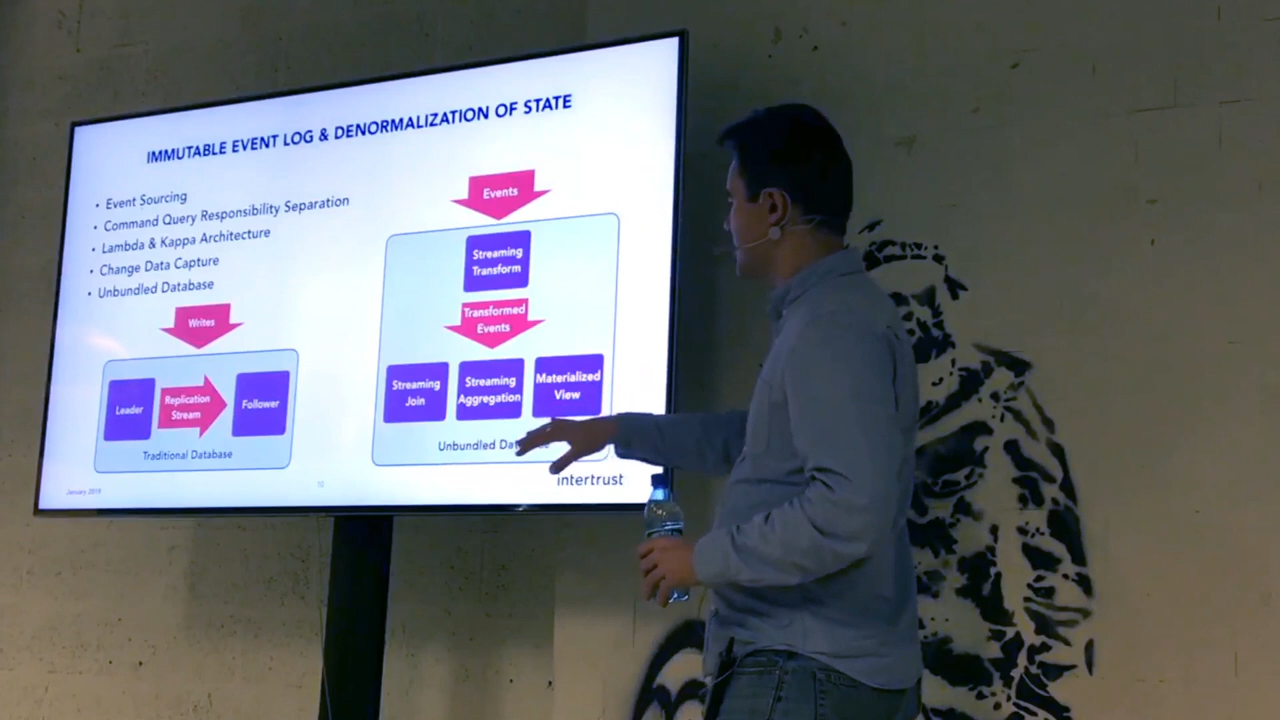 IMMUTABLE EVENT LOG & DENORMALIZATION OF STATE
• Event Sourcing
• Command Query Responsibility Separation
• Lambda & Kappa Architecture
• Change Data Capture
• Unbundled Database
Writes
Leader
Replication
Stream
Follower
Traditional Database
Events
Streaming
Transform
Transformed
Events
Streaming
Join
Streaming
Aggregation
Materialized
View
Unbundled
January 2019
intertrust